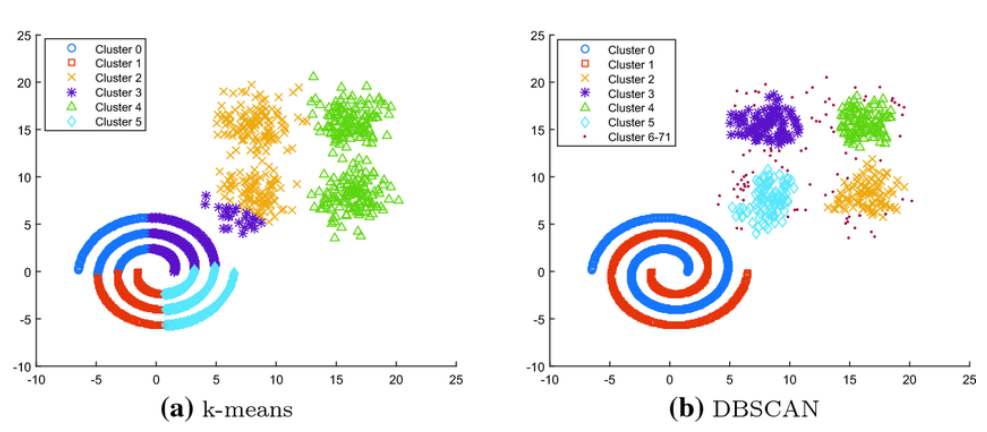 25
20
15
10
5
0
-5
-10
-10
-5
0
5
10
15
20
25
Cluster 0
Cluster 1
Cluster 2
Cluster 3
Cluster 4
Cluster 5
(a) k-means
25
20
15
10
5
0
-5
-10
-10
-5
0
5
10
15
20
25
Cluster 0
Cluster 1
Cluster 2
Cluster 3
Cluster 4
Cluster 5
Cluster 6-71
(b) DBSCAN